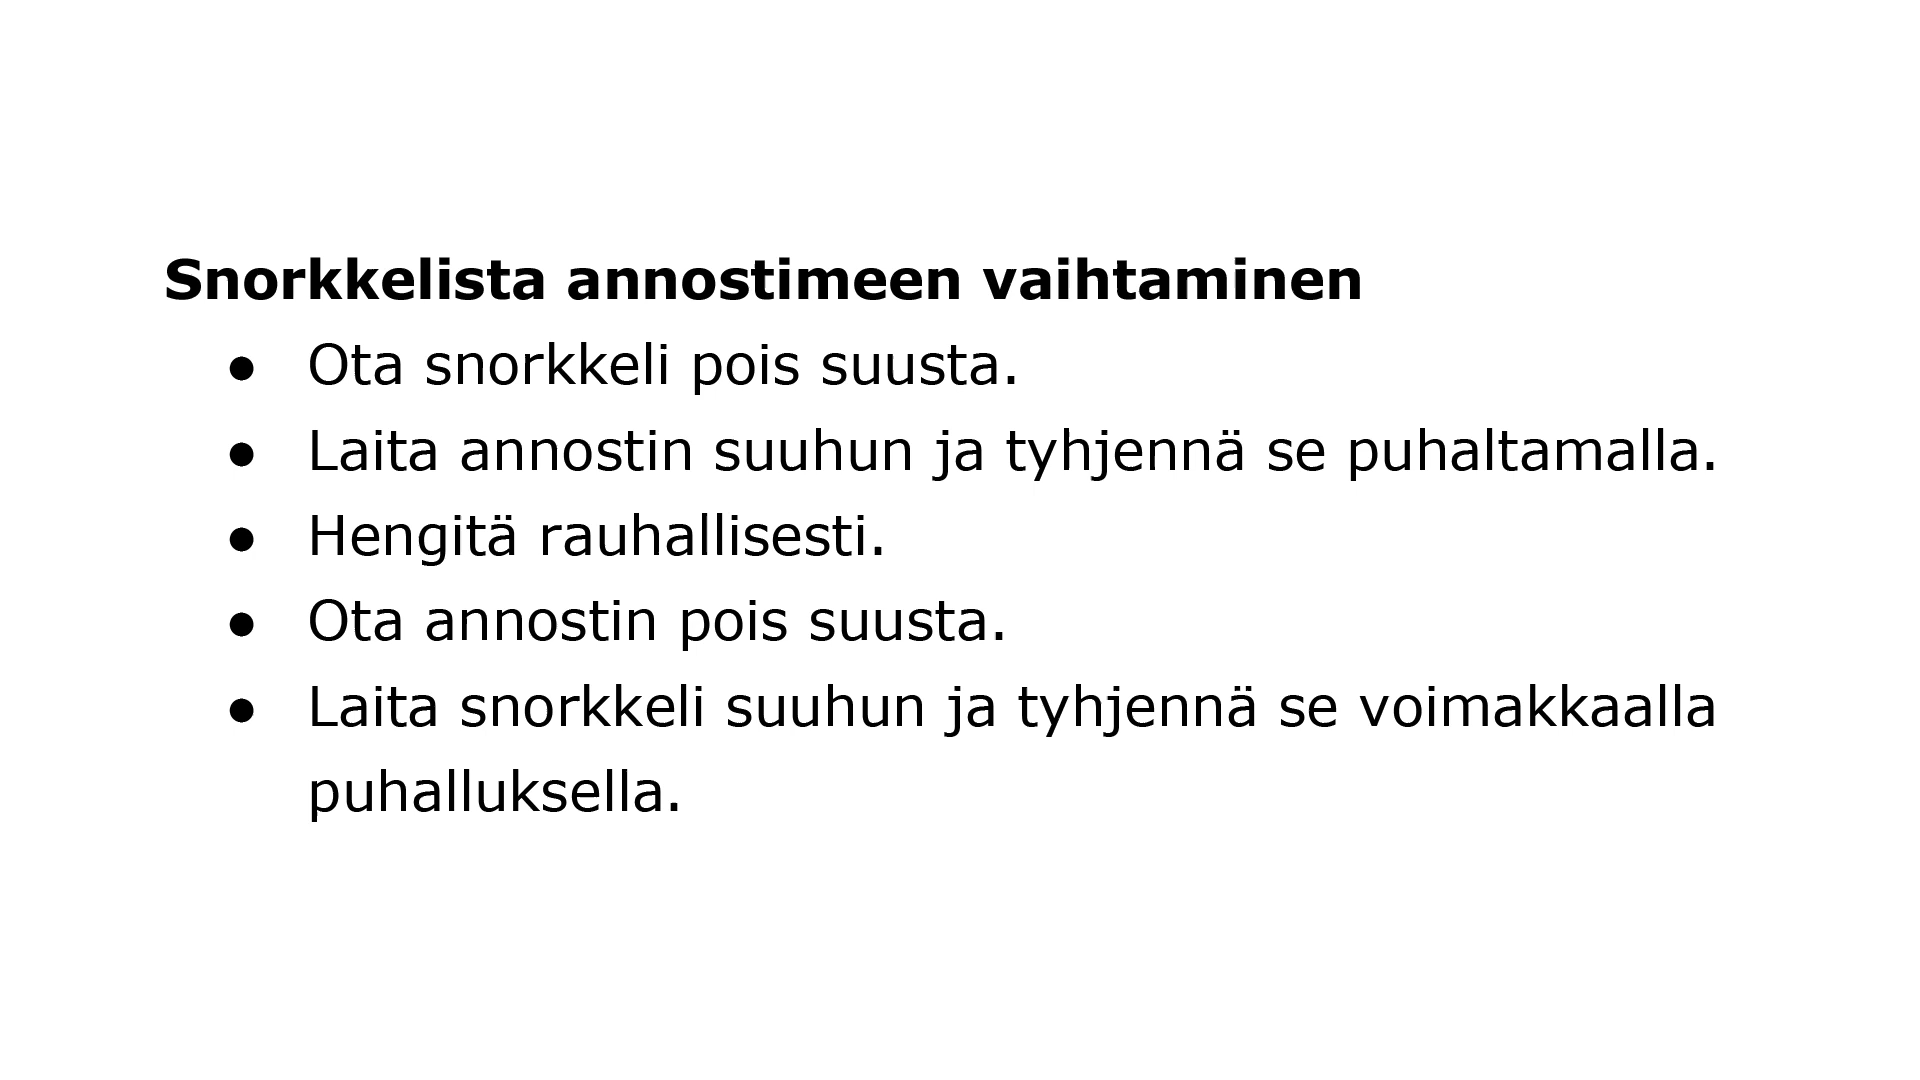 Snorkkelista annostimeen vaihtaminen
● Ota snorkkeli pois suusta.
● Laita annostin suuhun ja tyhjennä se puhaltamalla.
● Hengitä rauhallisesti.
● Ota annostin pois suusta.
● Laita snorkkeli suuhun ja tyhjennä se voimakkaalla
puhalluksella.